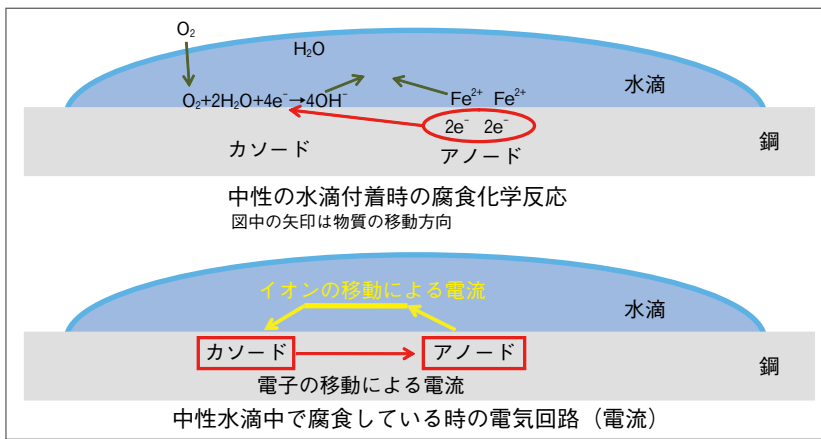 O₂
H₂O
水滴
O₂+2H₂O+4e⁻→4OH⁻
Fe²⁺ Fe²⁺
2e⁻ 2e⁻
カソード
アノード
鋼
中性の水滴付着時の腐食化学反応
図中の矢印は物質の移動方向
イオンの移動による電流
水滴
カソード
アノード
鋼
電子の移動による電流
中性水滴中で腐食している時の電気回路（電流）